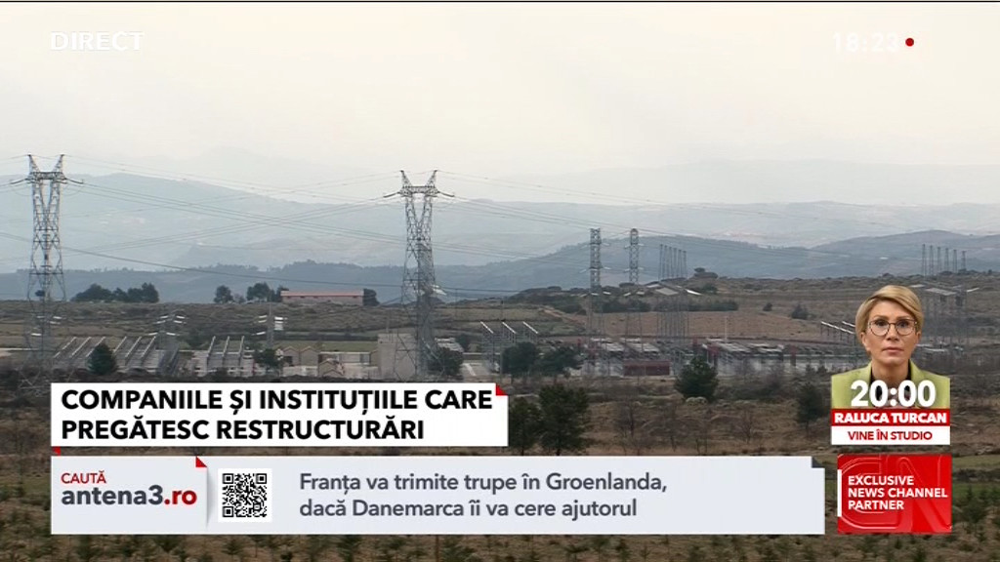 DIRECT
18:23
COMPANIILE ȘI INSTITUȚIILE CARE
PREGĂTESC RESTRUCTURĂRI
20:00
RALUCA TURCAN
VINE ÎN STUDIO
CAUTĂ
antena3.ro
Franța va trimite trupe în Groenlanda,
dacă Danemarca îi va cere ajutorul
EXCLUSIVE
NEWS CHANNEL
PARTNER